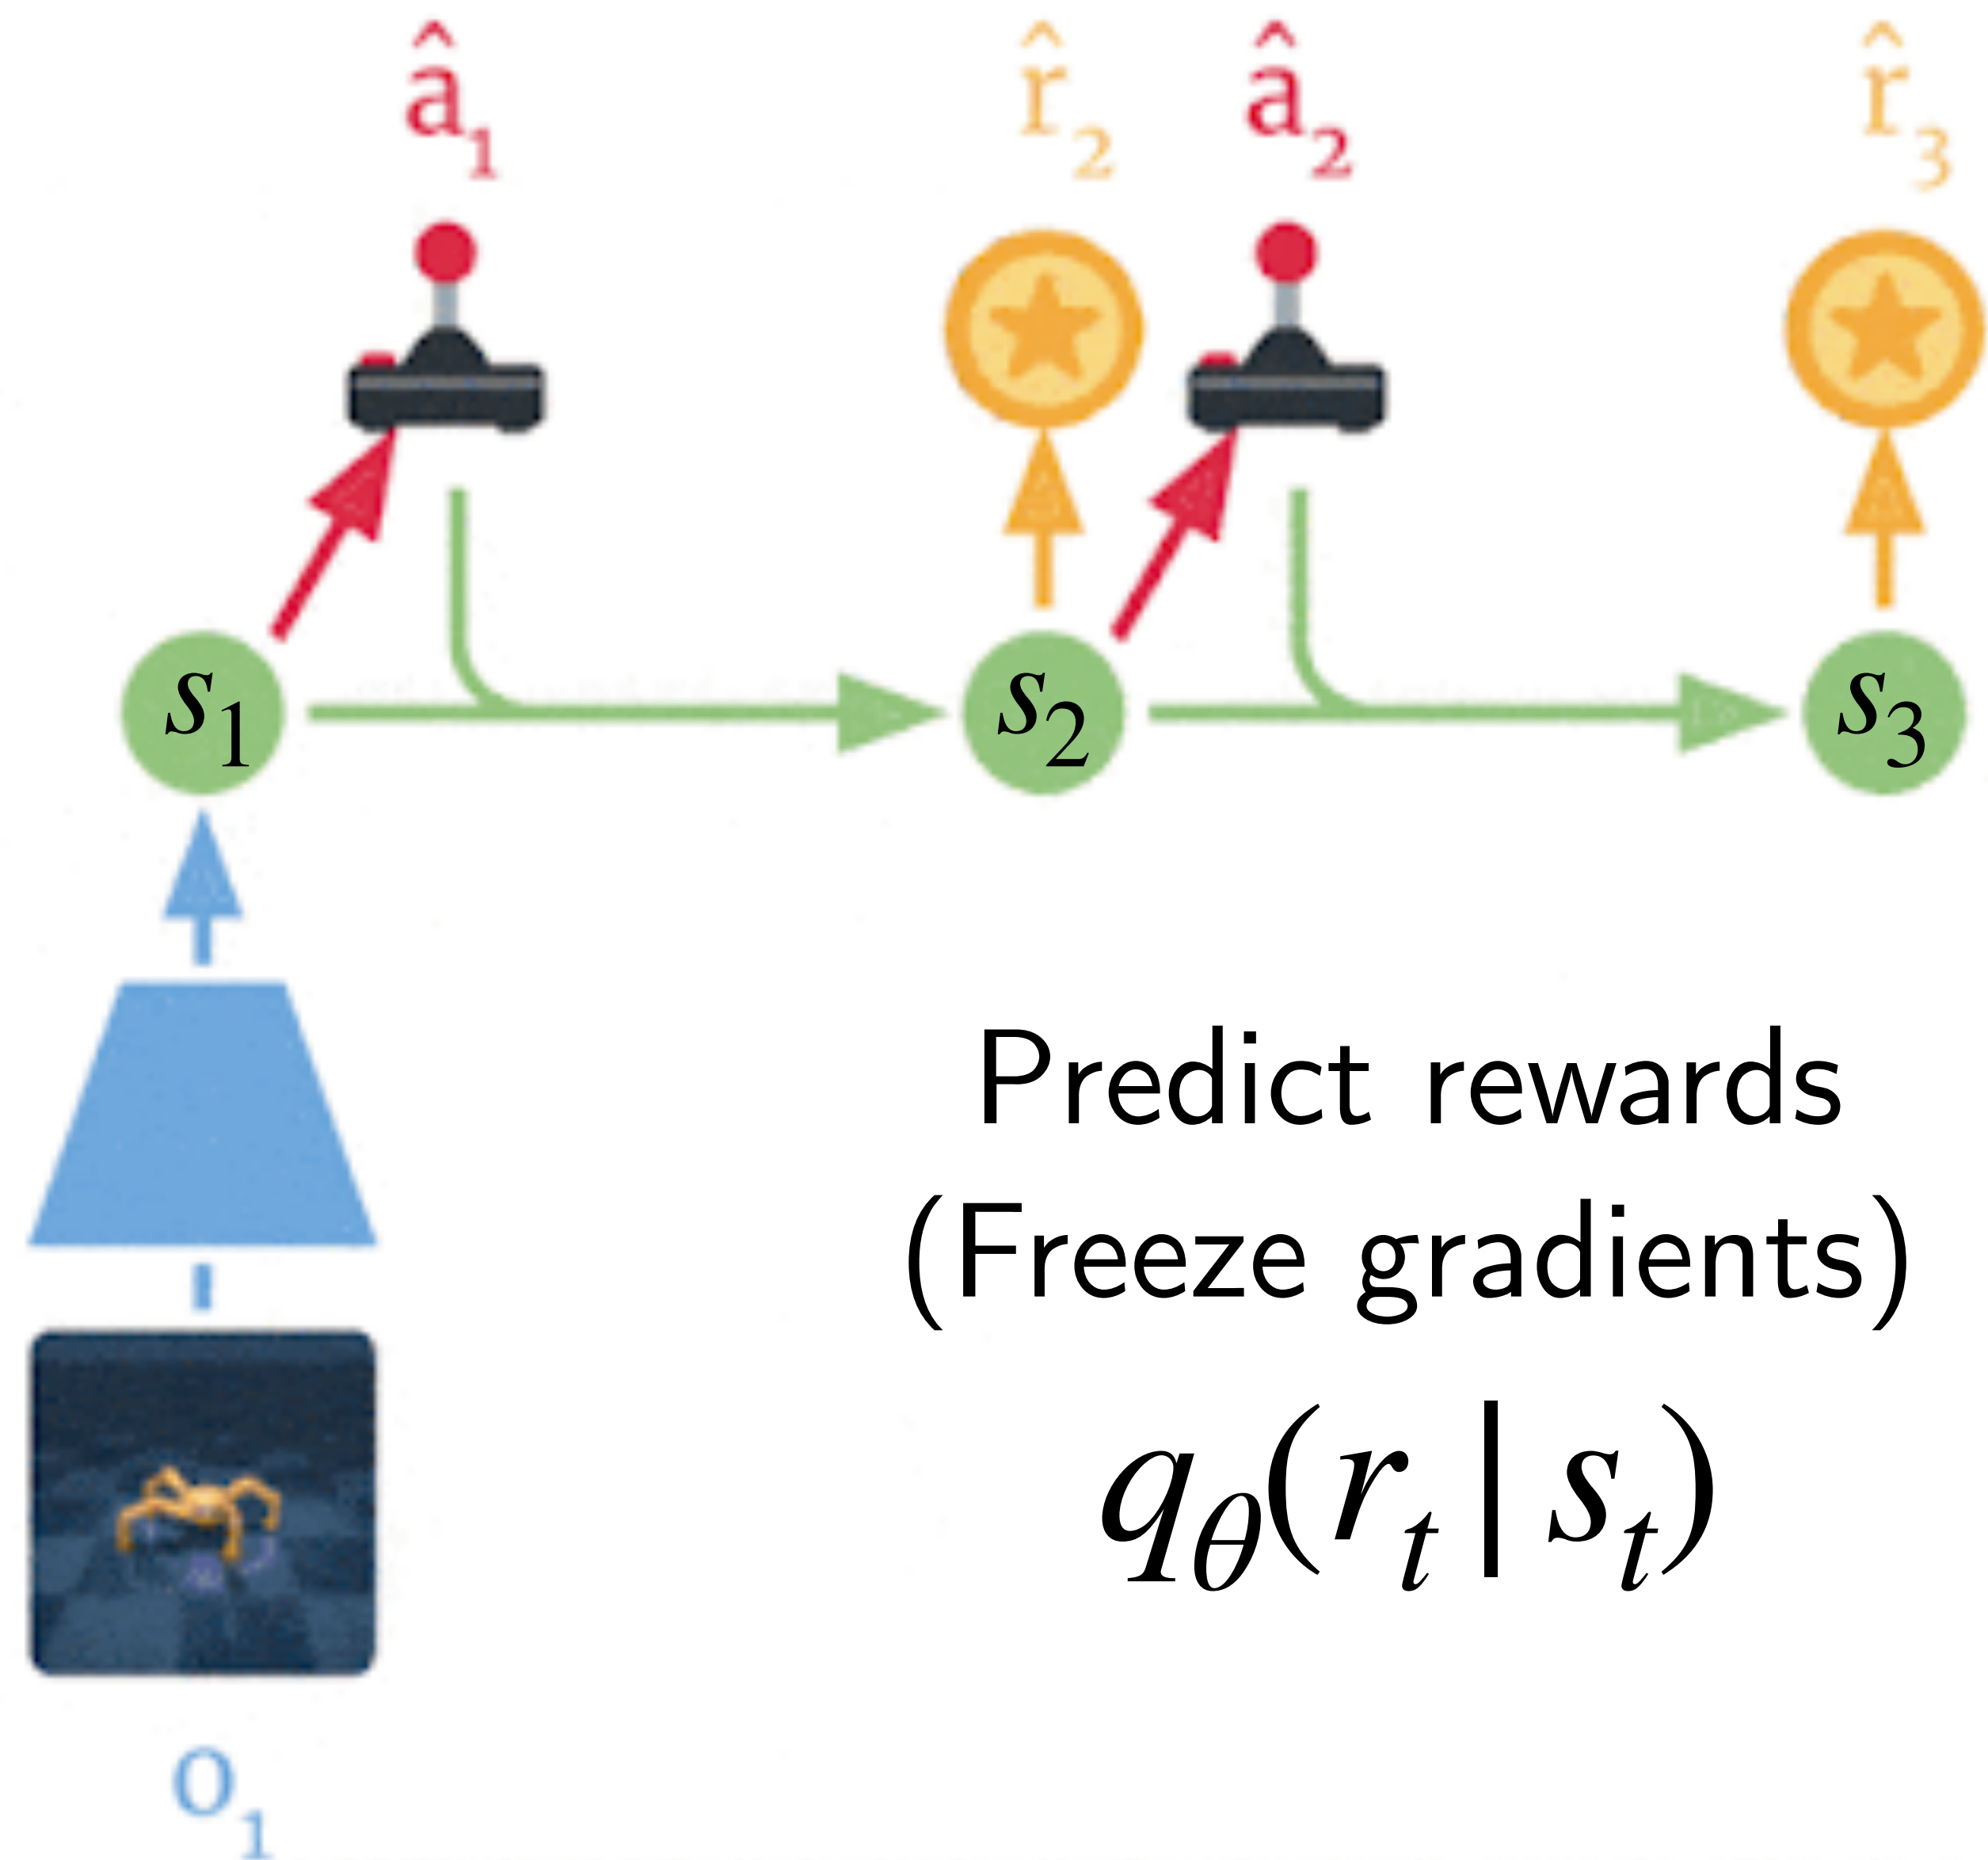 â₁ r̂₂ â₂ r̂₃
s₁ s₂ s₃
Predict rewards
(Freeze gradients)
qθ(rₜ | sₜ)
o₁